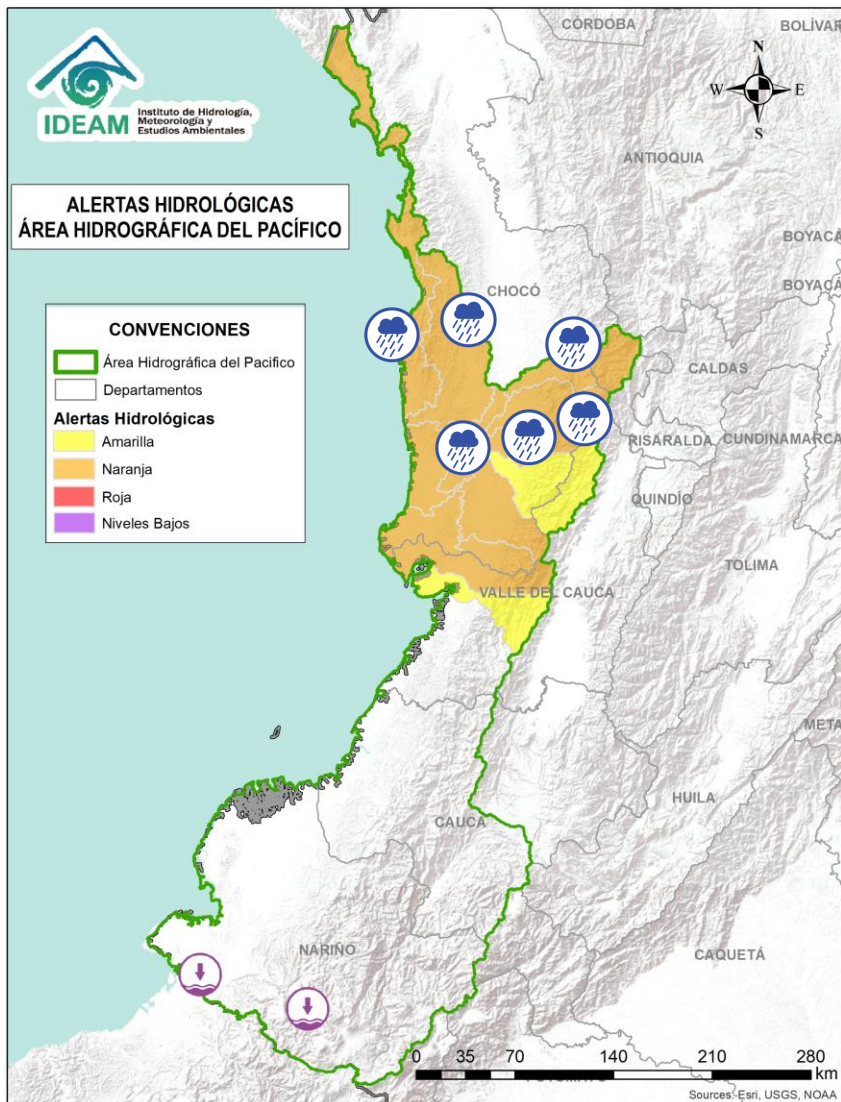 CÓRDOBA
BOLÍVAR
N
W E
S
IDEAM
Instituto de Hidrología,
Meteorología y
Estudios Ambientales
ANTIOQUIA
ALERTAS HIDROLÓGICAS
ÁREA HIDROGRÁFICA DEL PACÍFICO
BOYACÁ
BOYACÁ
CHOCÓ
CONVENCIONES
Área Hidrográfica del Pacifico
Departamentos
Alertas Hidrológicas
Amarilla
Naranja
Roja
Niveles Bajos
CALDAS
RISARALDA
CUNDINAMARCA
QUINDÍO
TOLIMA
VALLE DEL CAUCA
META
HUILA
CAUCA
NARIÑO
CAQUETÁ
0 35 70 140 210 280
km
Sources: Esri, USGS, NOAA